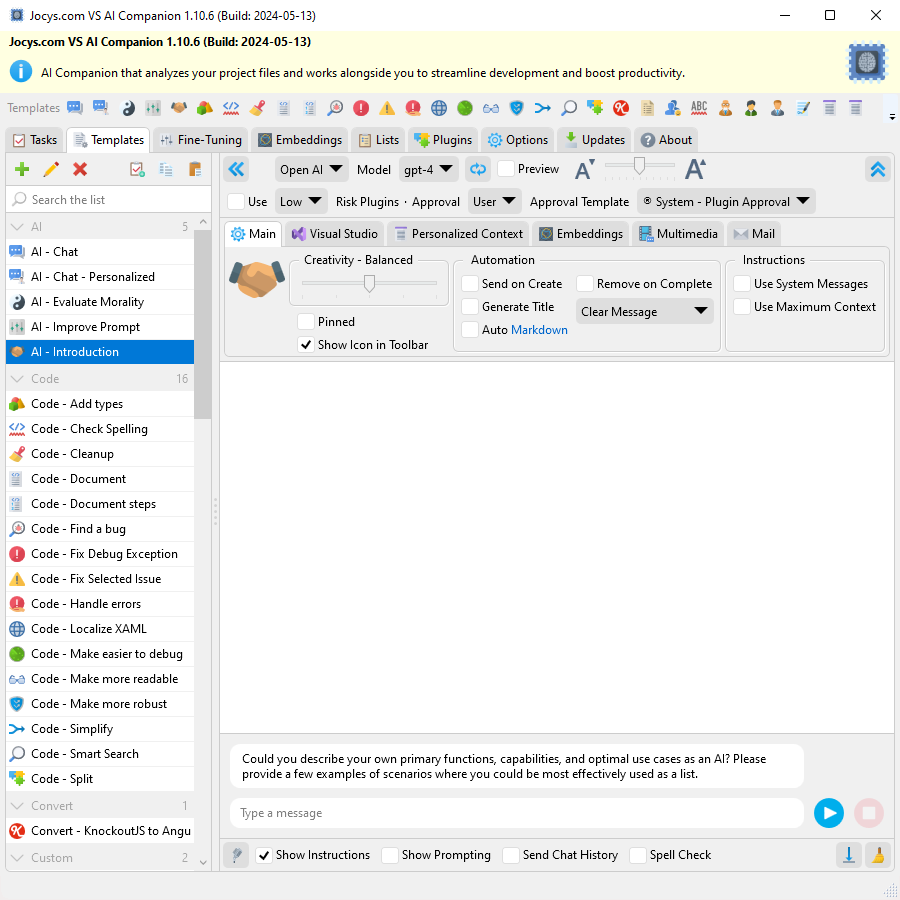 Jocys.com VS AI Companion 1.10.6 (Build: 2024-05-13)
Jocys.com VS AI Companion 1.10.6 (Build: 2024-05-13)
AI Companion that analyzes your project files and works alongside you to streamline development and boost productivity.
Templates
ABC
Tasks Templates Fine-Tuning Embeddings Lists Plugins Options Updates About
Search the list
AI 5
AI - Chat
AI - Chat - Personalized
AI - Evaluate Morality
AI - Improve Prompt
AI - Introduction
Code 16
Code - Add types
Code - Check Spelling
Code - Cleanup
Code - Document
Code - Document steps
Code - Find a bug
Code - Fix Debug Exception
Code - Fix Selected Issue
Code - Handle errors
Code - Localize XAML
Code - Make easier to debug
Code - Make more readable
Code - Make more robust
Code - Simplify
Code - Smart Search
Code - Split
Convert 1
Convert - KnockoutJS to Angu
Custom 2
Open AI Model gpt-4 Preview A A
Use Low Risk Plugins · Approval User Approval Template ® System - Plugin Approval
Main Visual Studio Personalized Context Embeddings Multimedia Mail
Creativity - Balanced
Pinned
Show Icon in Toolbar
Automation
Send on Create Remove on Complete
Generate Title Clear Message
Auto Markdown
Instructions
Use System Messages
Use Maximum Context
Could you describe your own primary functions, capabilities, and optimal use cases as an AI? Please
provide a few examples of scenarios where you could be most effectively used as a list.
Type a message
Show Instructions Show Prompting Send Chat History Spell Check